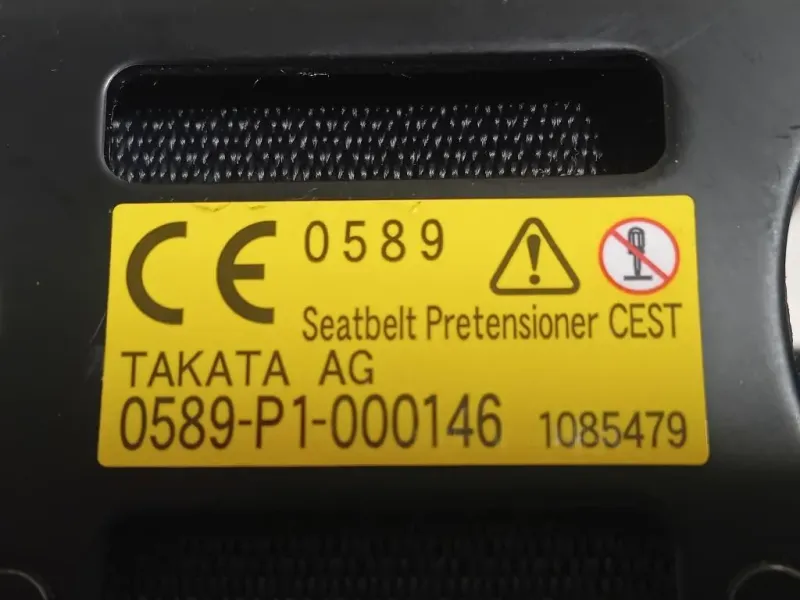 CE 0589
Seatbelt Pretensioner CEST
TAKATA AG
0589-P1-000146 1085479